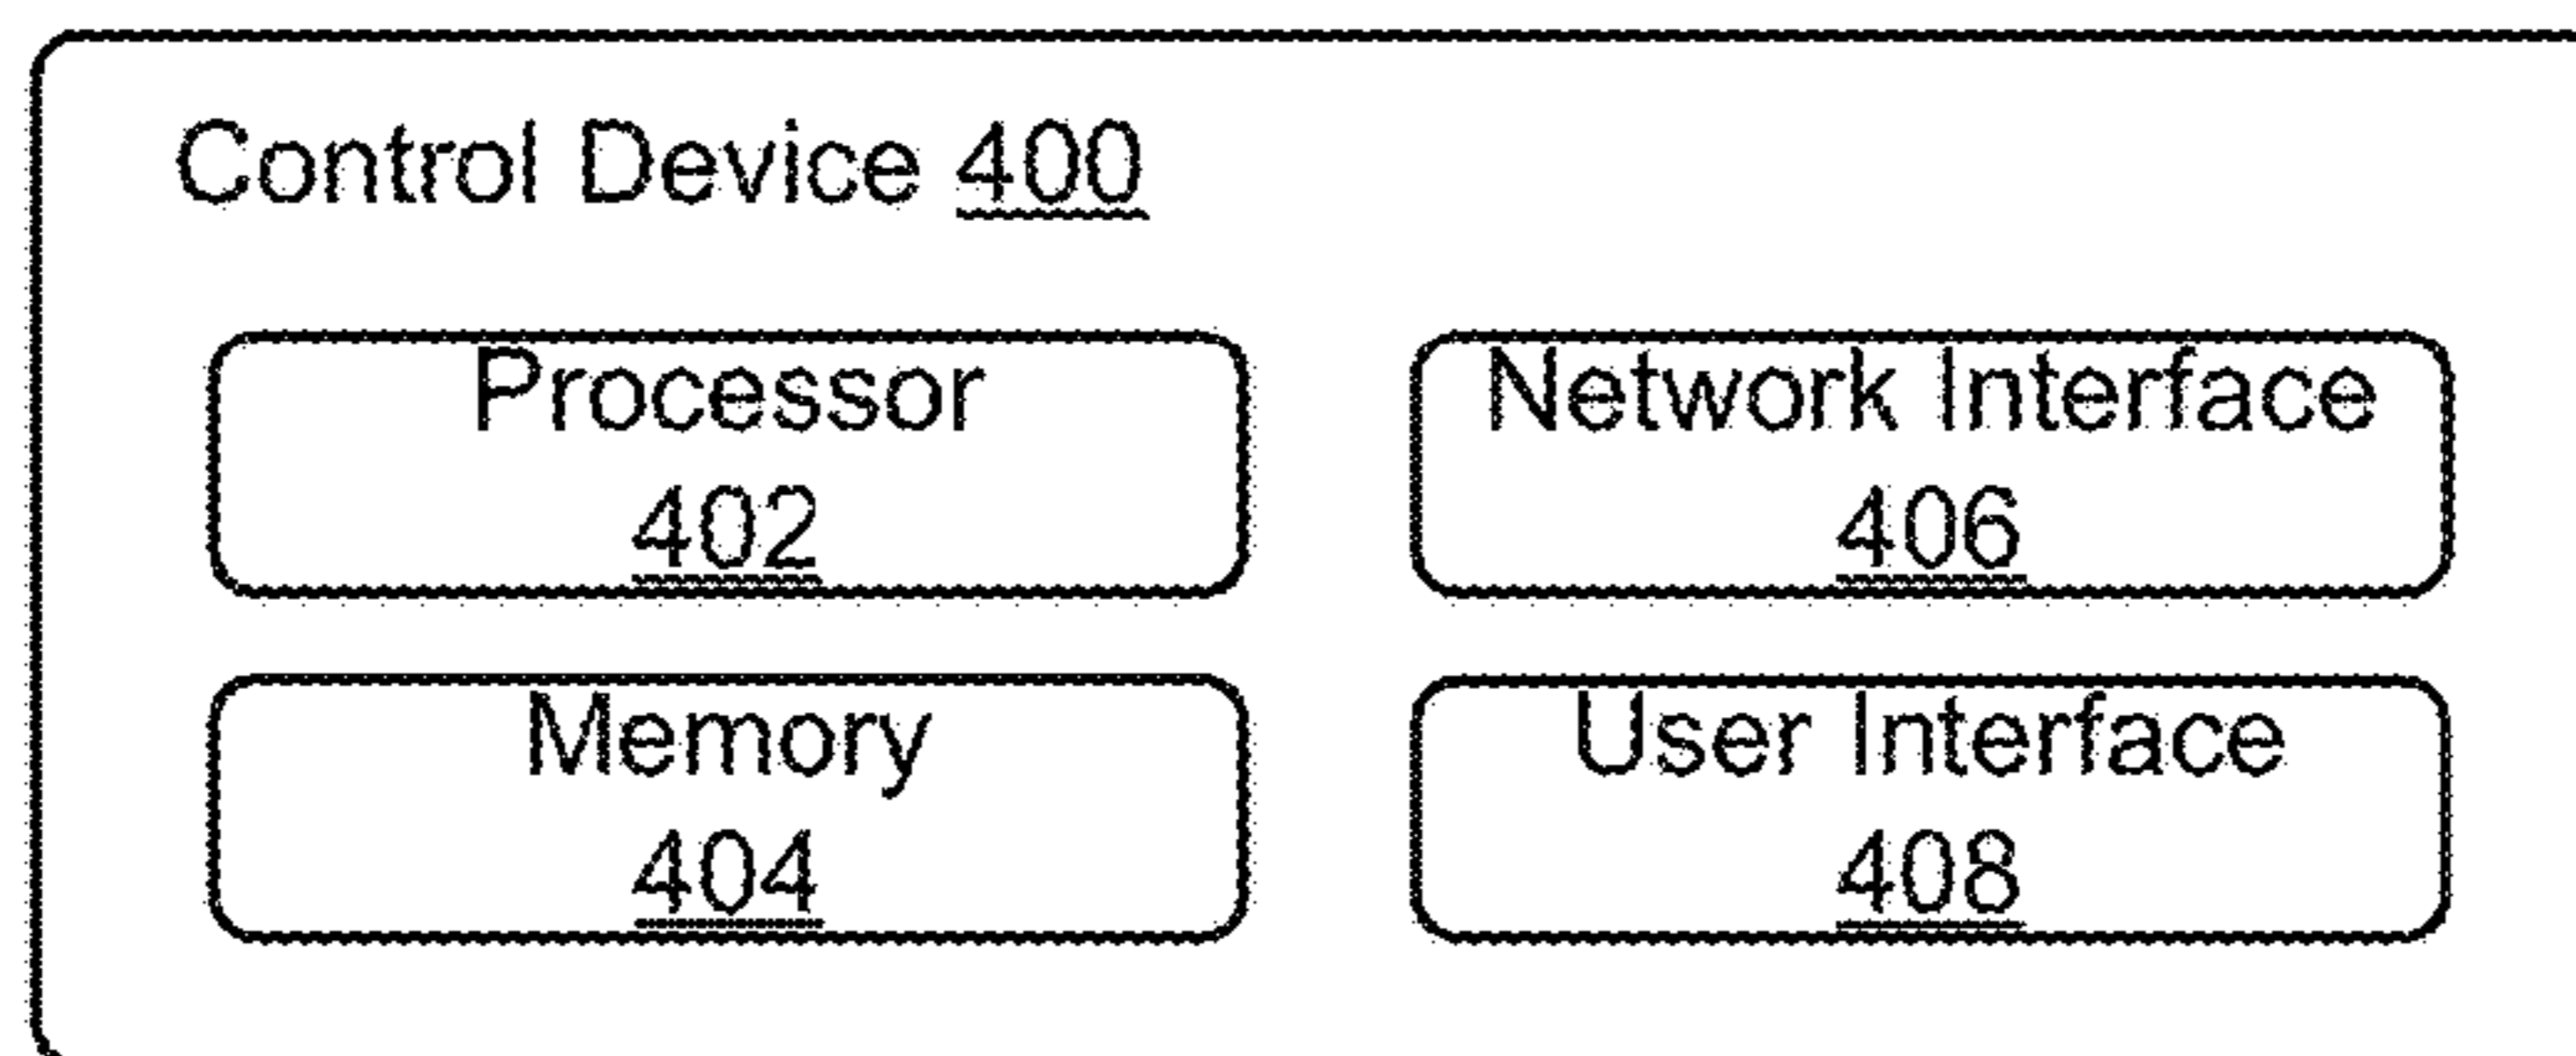 Control Device 400
Processor
402
Network Interface
406
Memory
404
User Interface
408